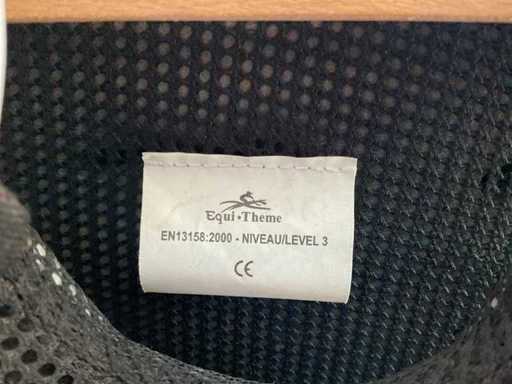 Equi·Theme
EN13158:2000 - NIVEAU/LEVEL 3
CE